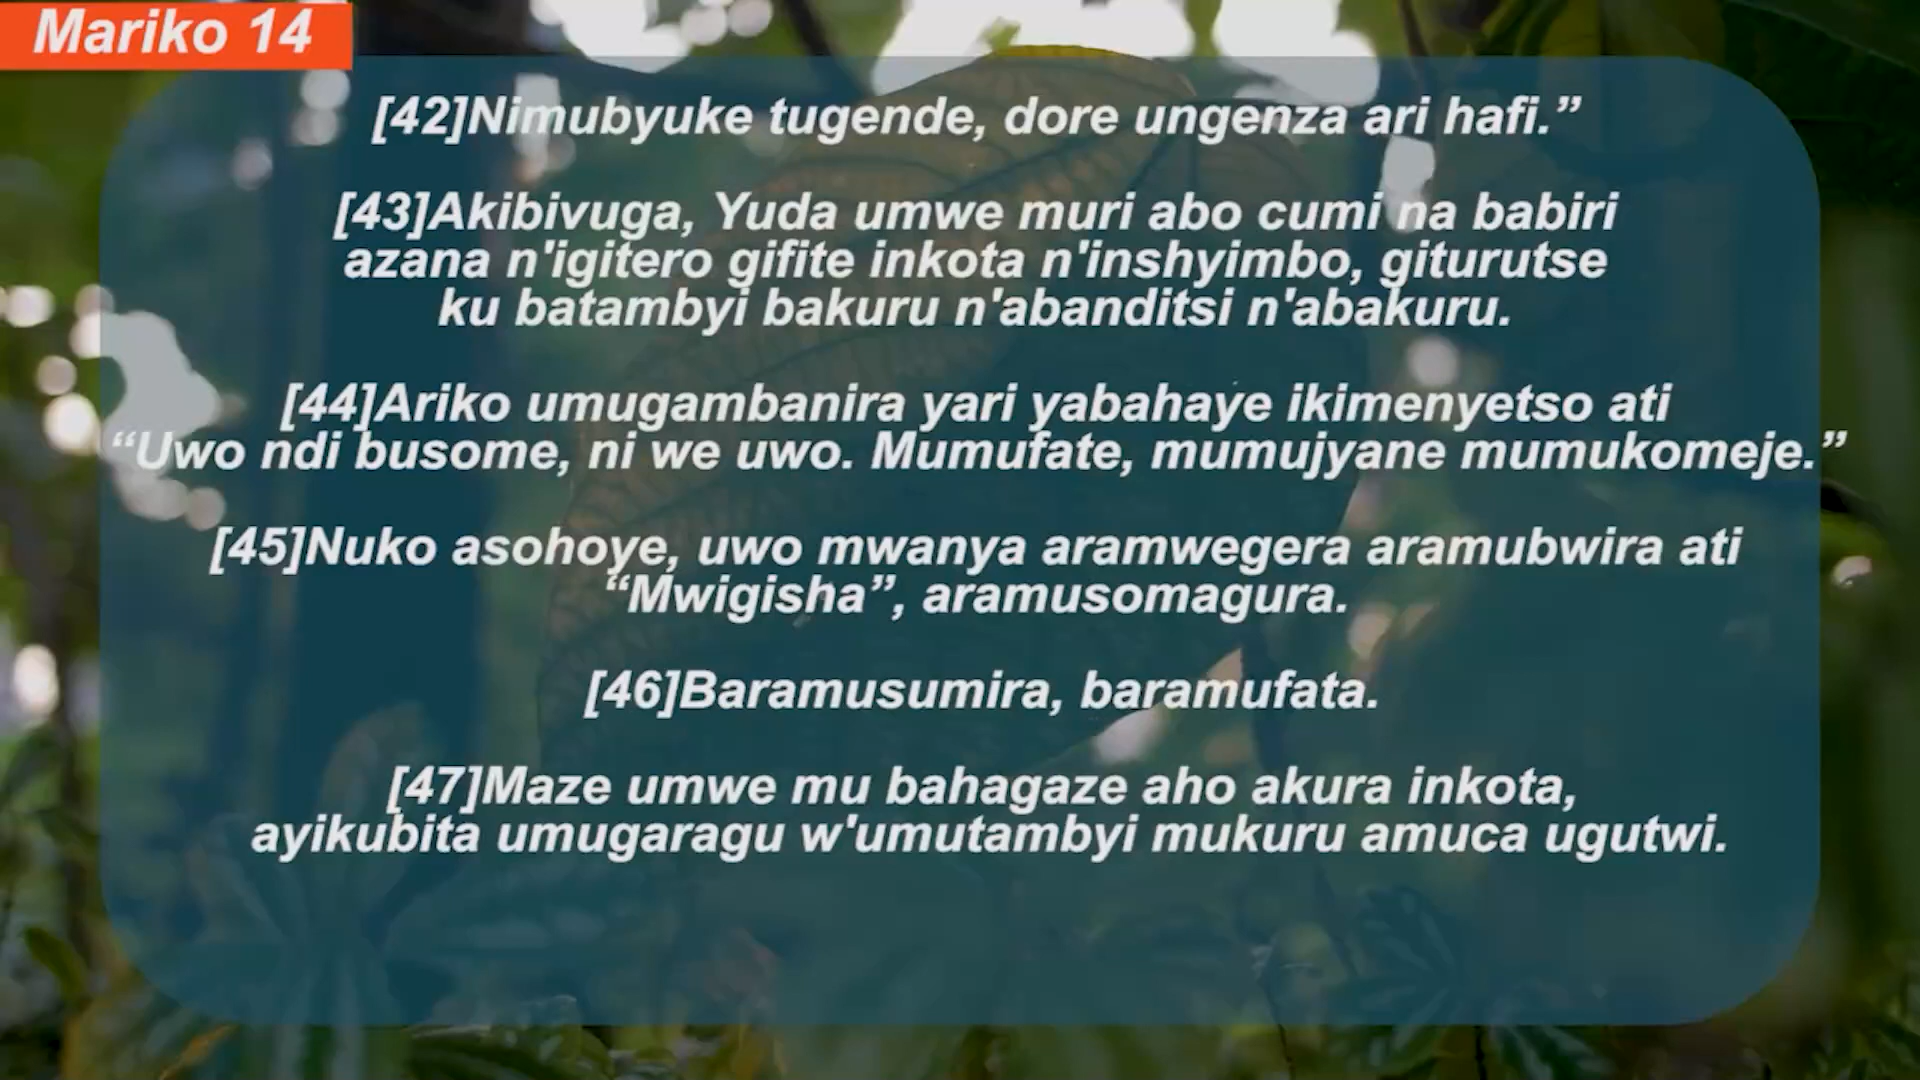 Mariko 14
[42]Nimubyuke tugende, dore ungenza ari hafi.”
[43]Akibivuga, Yuda umwe muri abo cumi na babiri
azana n'igitero gifite inkota n'inshyimbo, giturutse
ku batambyi bakuru n'abanditsi n'abakuru.
[44]Ariko umugambanira yari yabahaye ikimenyetso ati
“Uwo ndi busome, ni we uwo. Mumufate, mumujyane mumukomeje.”
[45]Nuko asohoye, uwo mwanya aramwegera aramubwira ati
“Mwigisha”, aramusomagura.
[46]Baramusumira, baramufata.
[47]Maze umwe mu bahagaze aho akura inkota,
ayikubita umugaragu w'umutambyi mukuru amuca ugutwi.